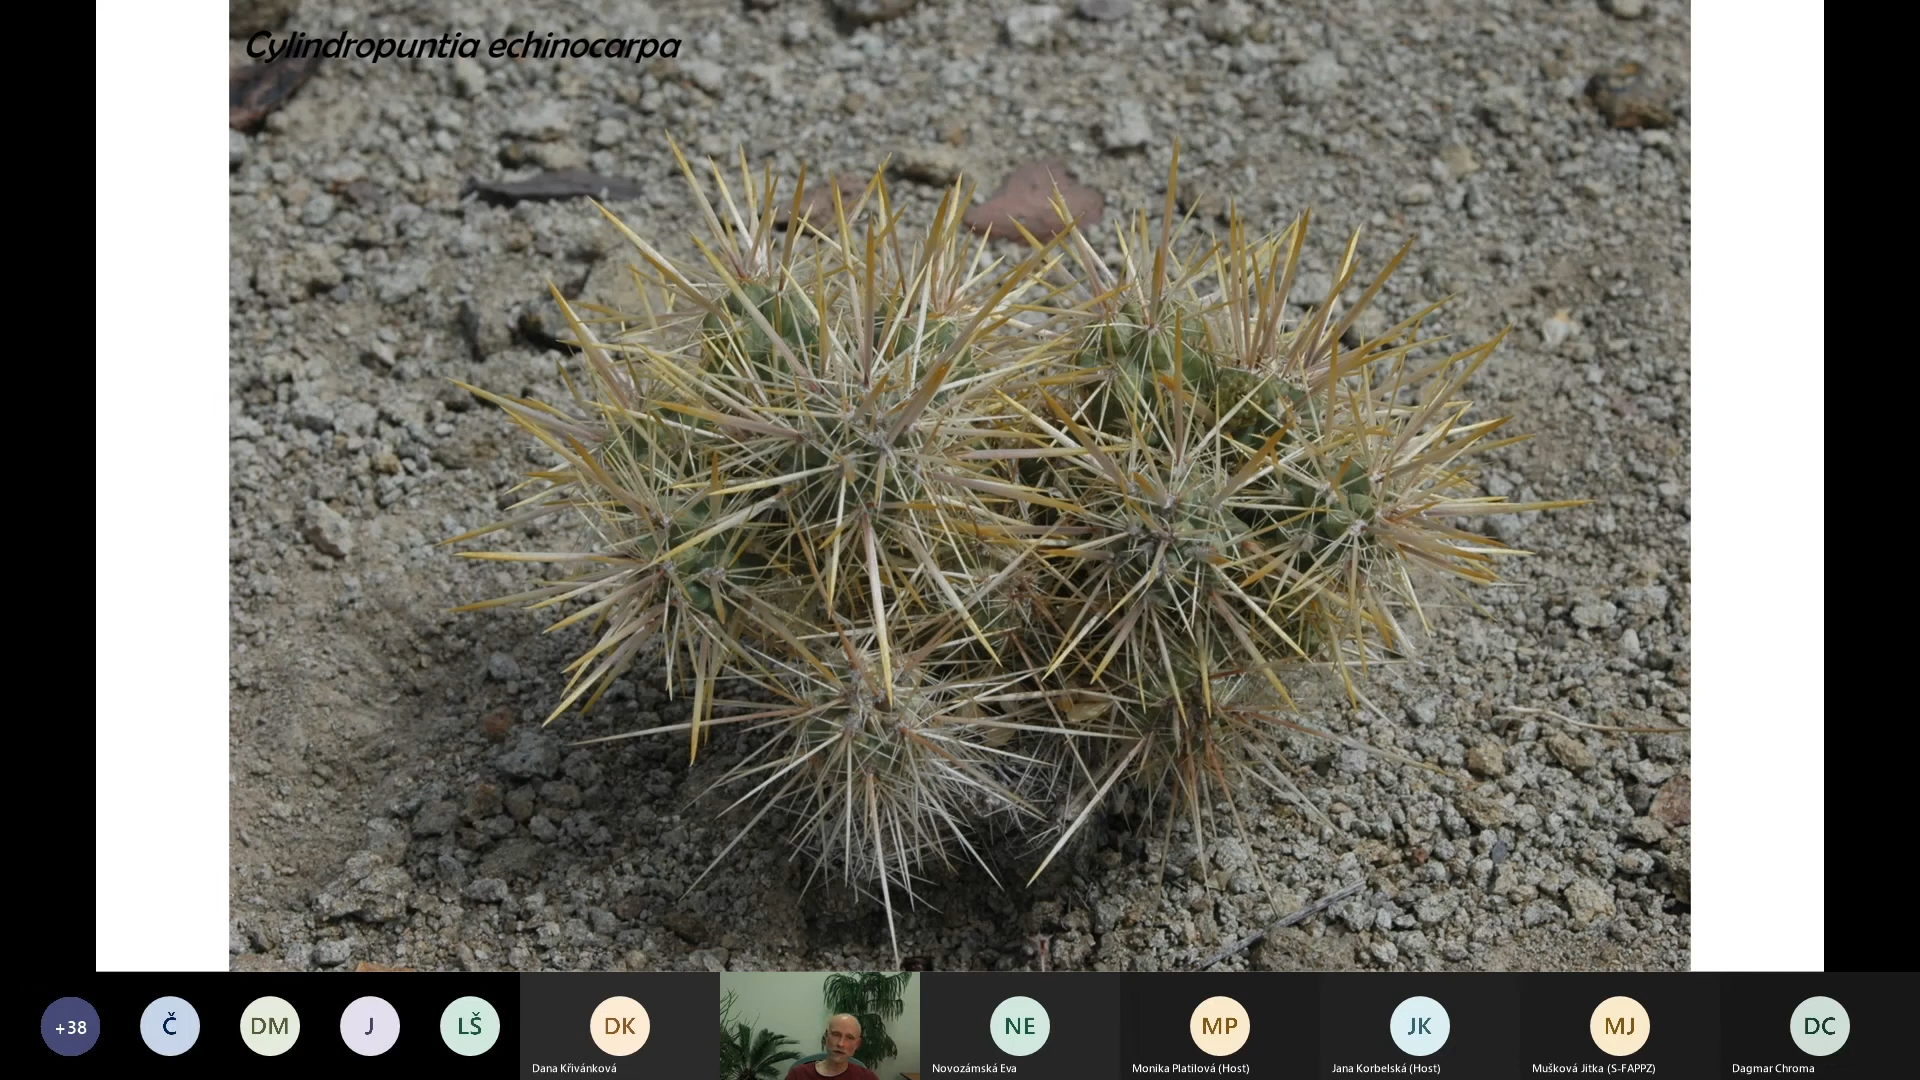 Cylindropuntia echinocarpa
+38
Č
DM
J
LŠ
DK
Dana Křivánková
NE
Novozámská Eva
MP
Monika Platilová (Host)
JK
Jana Korbelská (Host)
MJ
Mušková Jitka (S-FAPPZ)
DC
Dagmar Chroma